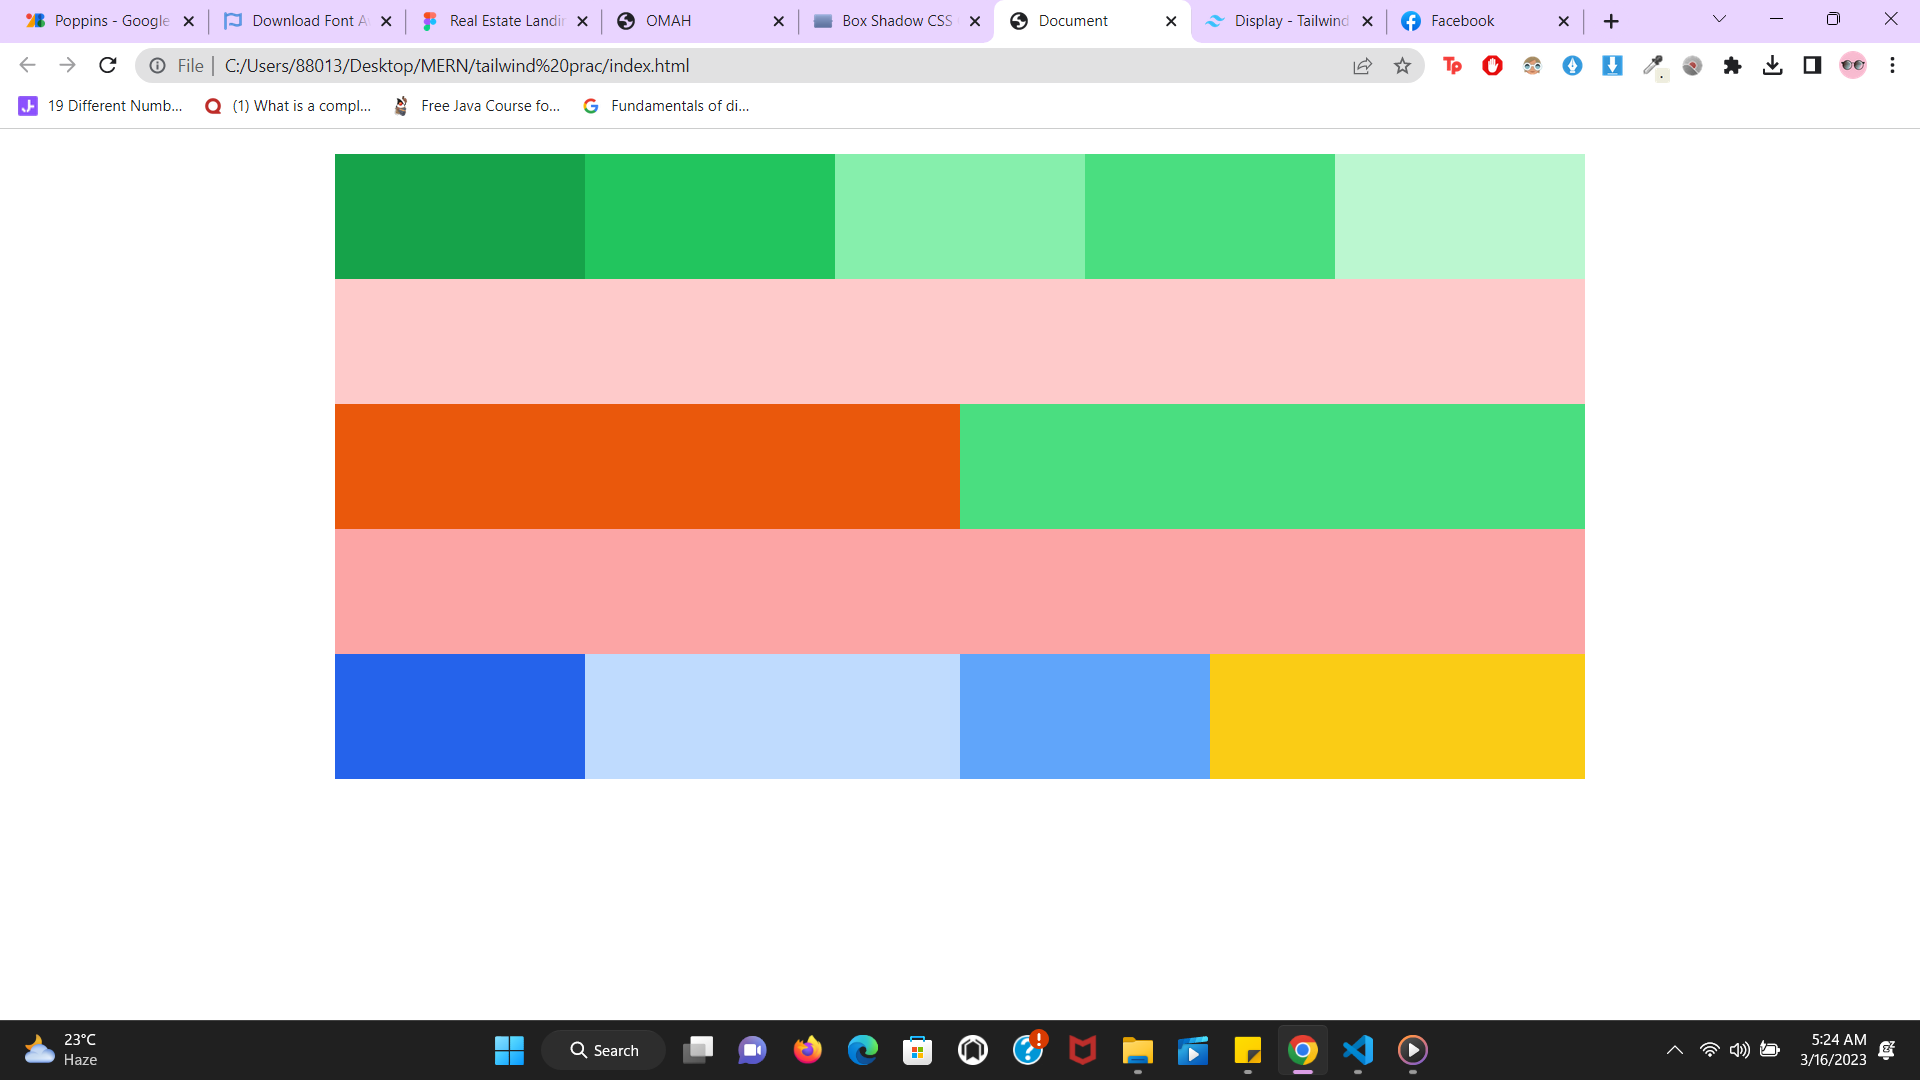 Poppins - Google
Download Font A
Real Estate Landin
OMAH
Box Shadow CSS
Document
Display - Tailwind
Facebook
File
C:/Users/88013/Desktop/MERN/tailwind%20prac/index.html
Tp
19 Different Numb...
(1) What is a compl...
Free Java Course fo...
Fundamentals of di...
23°C
Haze
Search
5:24 AM
3/16/2023